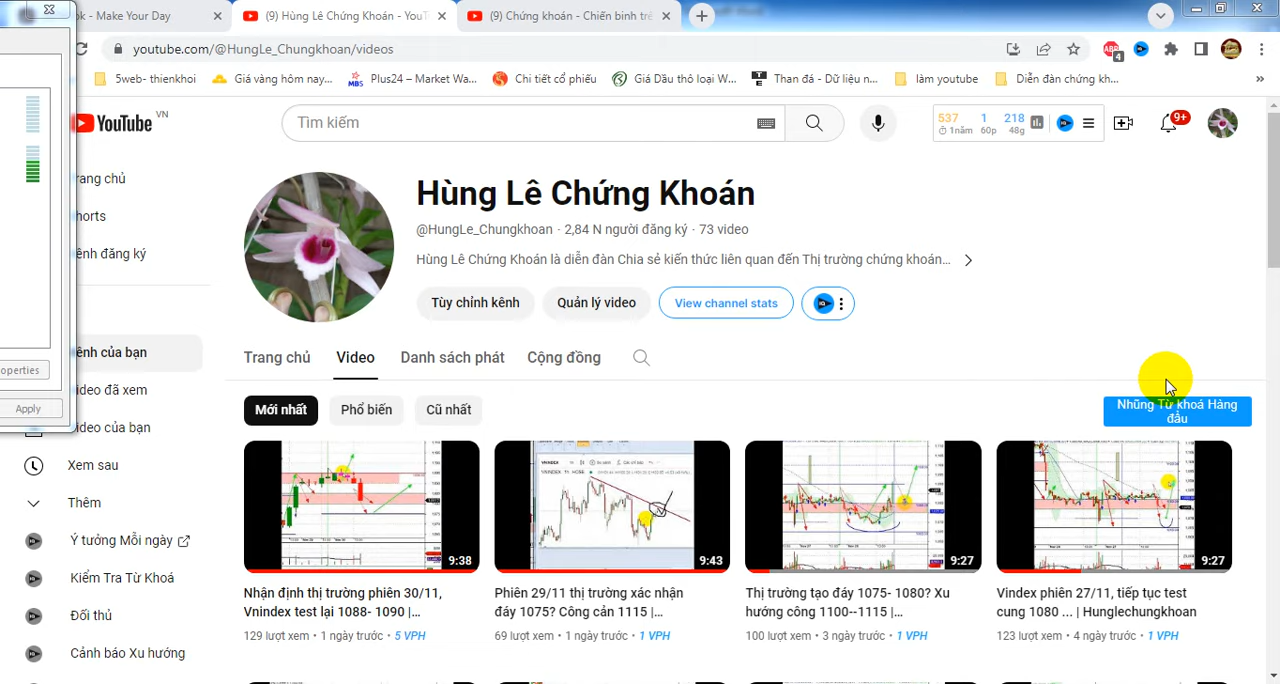 ok - Make Your Day
(9) Hùng Lê Chứng Khoán - YouT
(9) Chứng khoán - Chiến binh trẻ
youtube.com/@HungLe_Chungkhoan/videos
ABP
4
5web- thienkhoi
Giá vàng hôm nay...
MBS
Plus24 – Market Wa...
Chi tiết cổ phiếu
Giá Dầu thô loại W...
Than đá - Dữ liệu n...
làm youtube
Diễn đàn chứng kh...
»
YouTube
VN
Tìm kiếm
537
1
218
1năm
60p
48g
9+
rang chủ
horts
ênh đăng ký
ênh của bạn
ideo đã xem
ideo của bạn
Xem sau
Thêm
Ý tưởng Mỗi ngày
Kiểm Tra Từ Khoá
Đối thủ
Cảnh báo Xu hướng
operties
Apply
Hùng Lê Chứng Khoán
@HungLe_Chungkhoan · 2,84 N người đăng ký · 73 video
Hùng Lê Chứng Khoán là diễn đàn Chia sẻ kiến thức liên quan đến Thị trường chứng khoán...
Tùy chỉnh kênh
Quản lý video
View channel stats
Trang chủ
Video
Danh sách phát
Cộng đồng
Mới nhất
Phổ biến
Cũ nhất
Những Từ khoá Hàng
đầu
9:38
9:43
9:27
9:27
Nhận định thị trường phiên 30/11,
Vnindex test lại 1088- 1090 |...
129 lượt xem • 1 ngày trước • 5 VPH
Phiên 29/11 thị trường xác nhận
đáy 1075? Công cản 1115 |...
69 lượt xem • 1 ngày trước • 1 VPH
Thị trường tạo đáy 1075- 1080? Xu
hướng công 1100--1115 |...
100 lượt xem • 3 ngày trước • 1 VPH
Vindex phiên 27/11, tiếp tục test
cung 1080 ... | Hunglechungkhoan
123 lượt xem • 4 ngày trước • 1 VPH